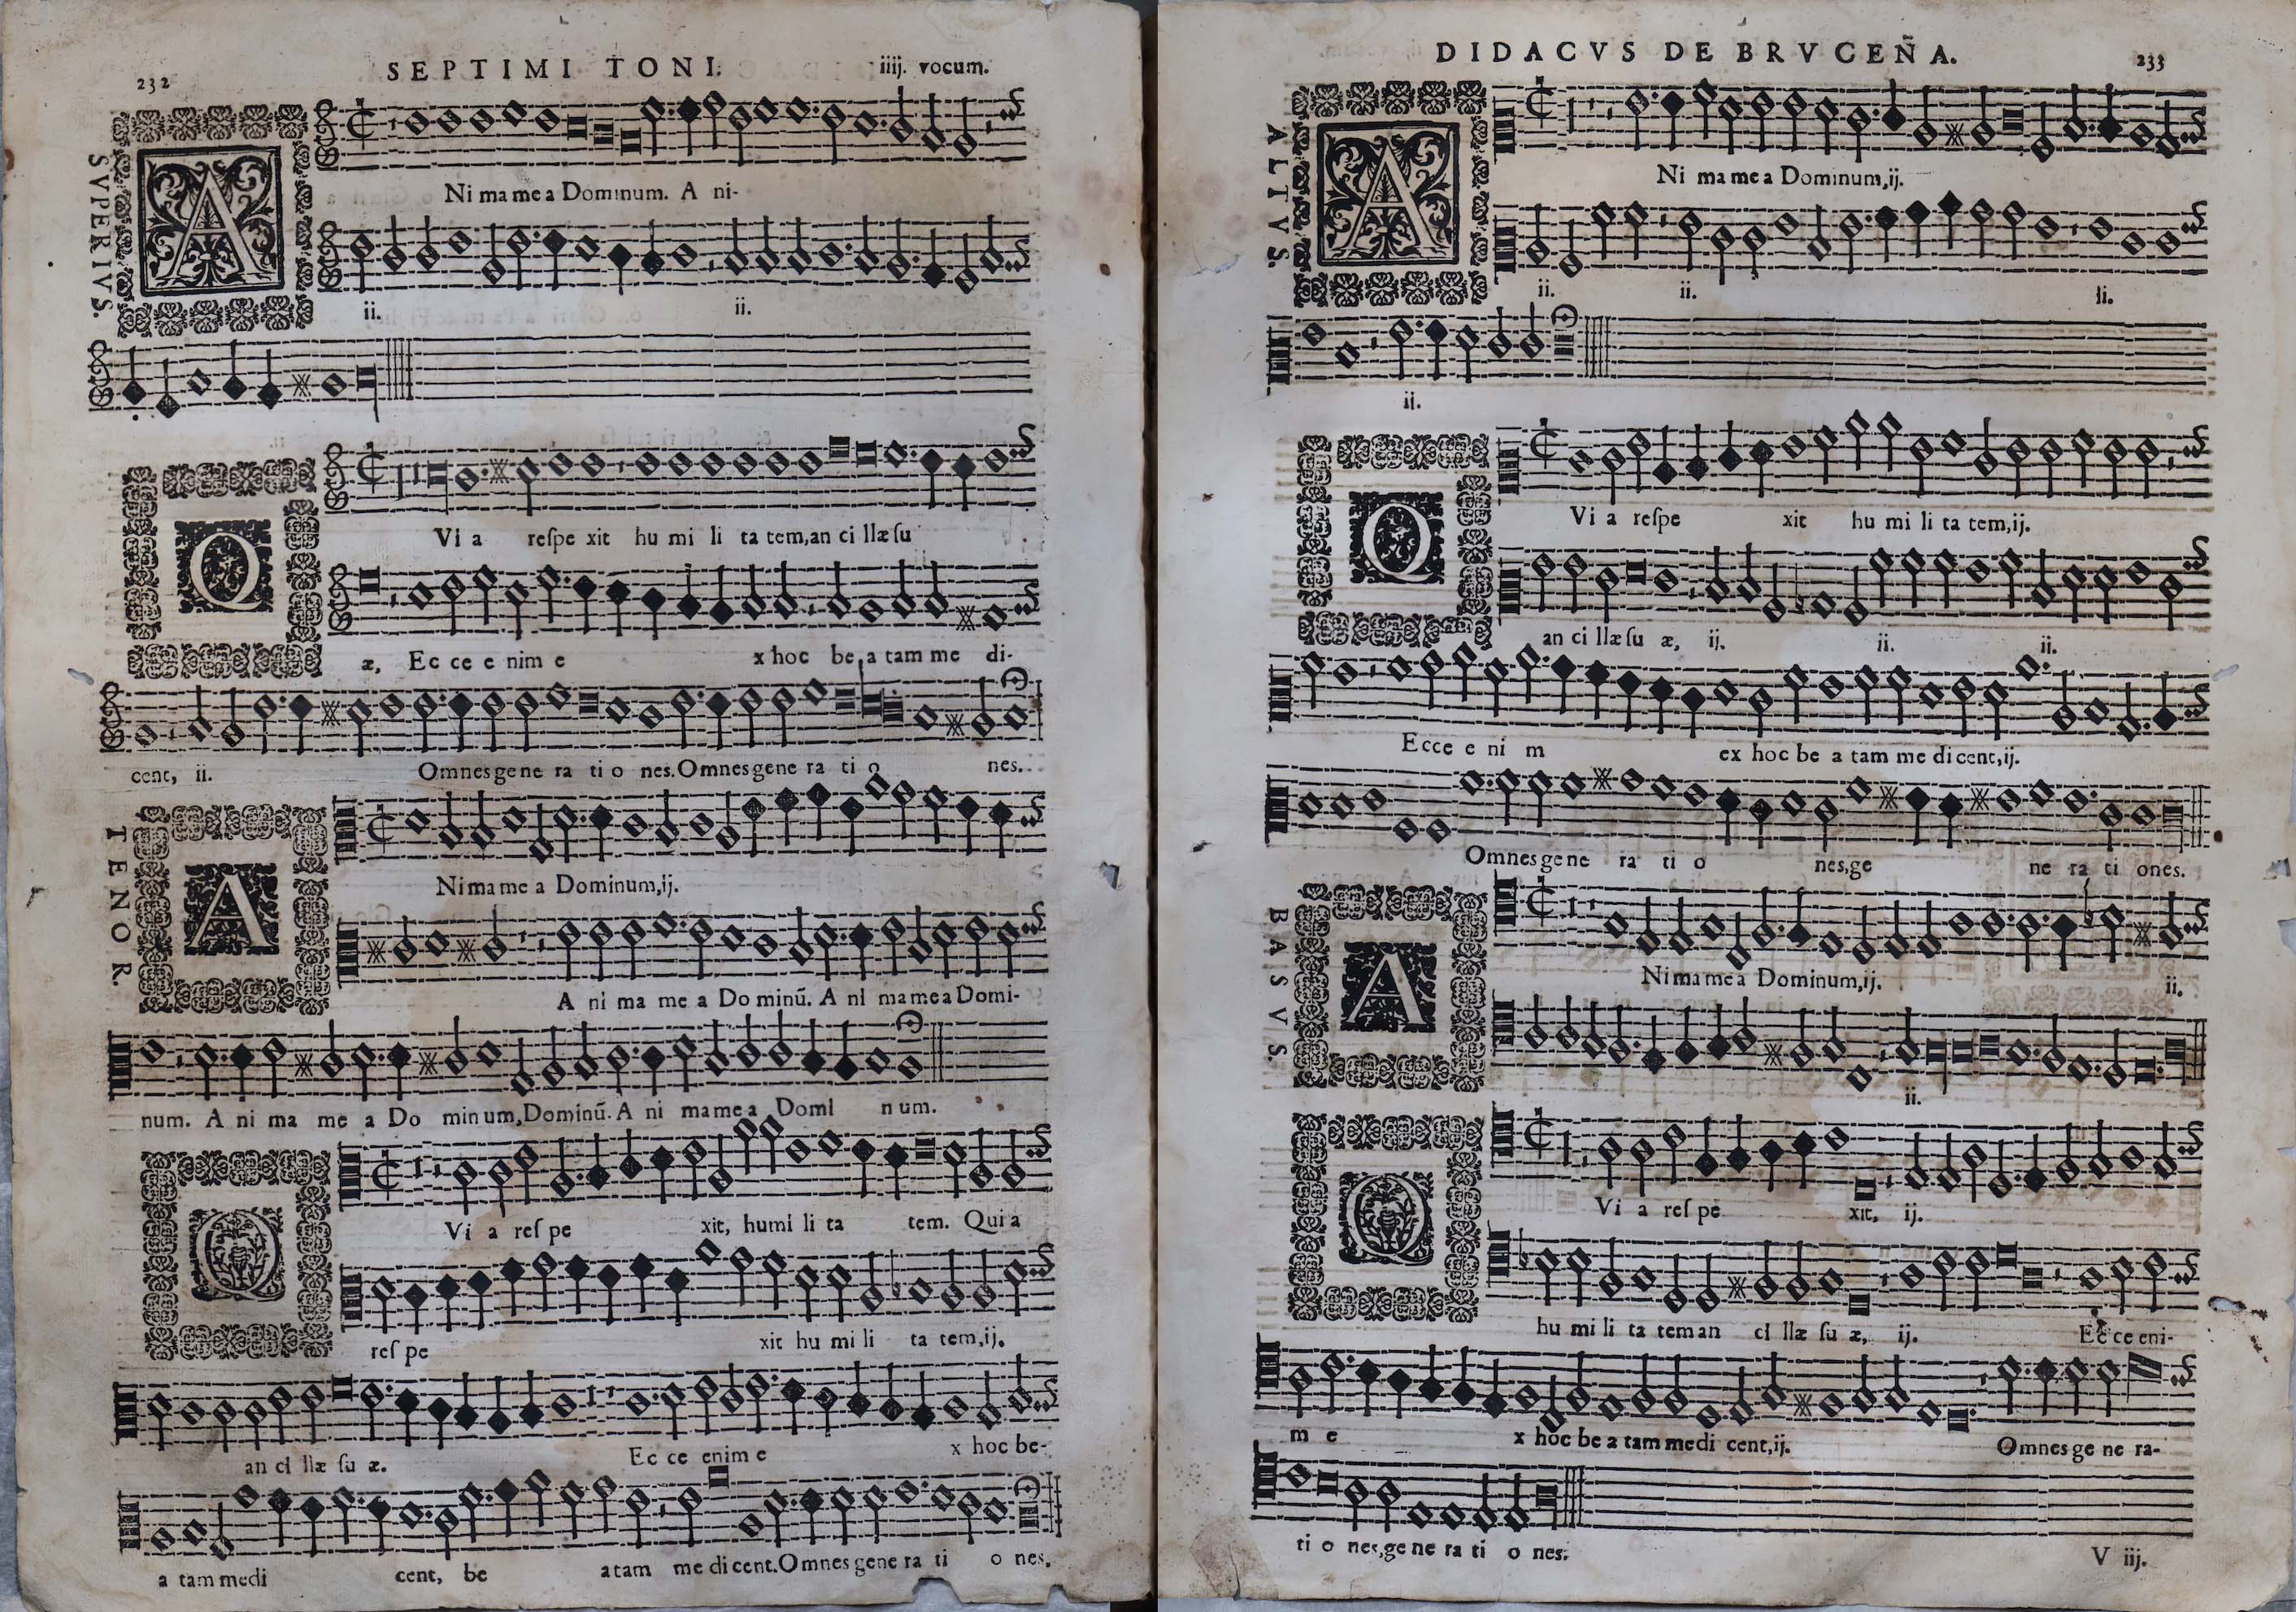 232
SEPTIMI TONI.
iiij. vocum.
SVPERIVS.
A
Ni ma me a Dominum. A ni-
ii. ii.
Q
Vi a reſpe xit hu mi li ta tem,an ci llæ ſu
æ, Ec ce e nim e x hoc be a tam me di-
cent, ii. Omnes gene ra ti o nes.Omnes gene ra ti o nes.
TENOR.
A
Ni ma me a Dominum,ij.
A ni ma me a Do minũ. A ni ma me a Domi-
num. A ni ma me a Do min um,Dominũ. A ni ma me a Domi num.
Q
Vi a reſ pe xit, humi li ta tem. Qui a
reſ pe xit hu mi li ta tem,ij.
an ci llæ ſu æ. Ec ce enim e x hoc be-
a tam medi cent, be atam me di cent.Omnes gene ra ti o nes.
DIDACVS DE BRVCEÑA.
233
ALTVS.
A
Ni ma me a Dominum,ij.
ii. ii. ii.
ij.
Q
Vi a reſpe xit hu mi li ta tem,ij.
an ci llæ ſu æ, ij. ii. ii.
Ecce e ni m ex hoc be a tam me di cent,ij.
Omnes ge ne ra ti o nes,ge ne ra ti ones.
BASVS.
A
Ni ma me a Dominum,ij. ii.
ii.
Q
Vi a reſ pe xit, ij.
hu mi li ta tem an ci llæ ſu æ, ij. Ec ce eni-
m e x hoc be a tam me di cent,ij. Omnes ge ne ra-
ti o nes,ge ne ra ti o nes.
V iij.